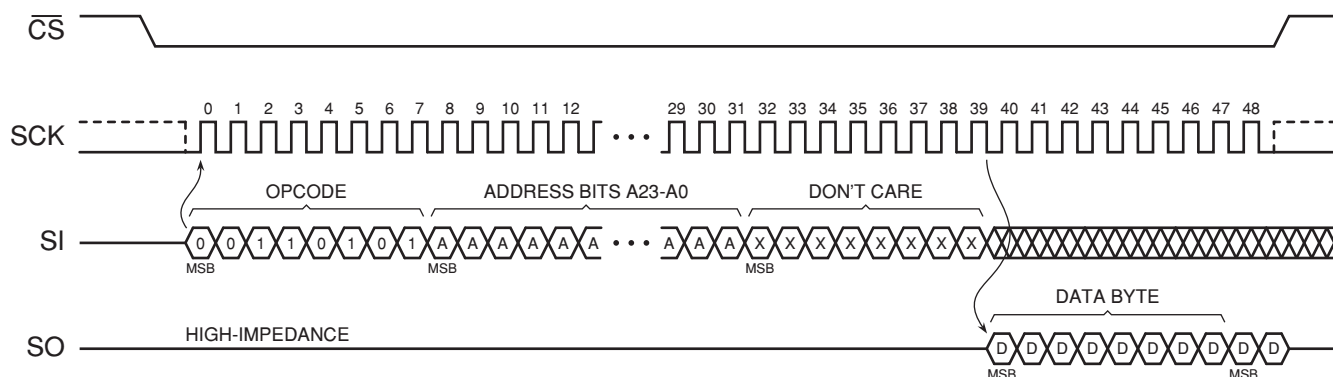 CS
0 1 2 3 4 5 6 7 8 9 10 11 12 29 30 31 32 33 34 35 36 37 38 39 40 41 42 43 44 45 46 47 48
SCK
OPCODE ADDRESS BITS A23-A0 DON'T CARE
SI 0 0 1 1 0 1 0 1 A A A A A A A A A X X X X X X X X
MSB MSB MSB
DATA BYTE
HIGH-IMPEDANCE
SO D D D D D D D D D D
MSB MSB